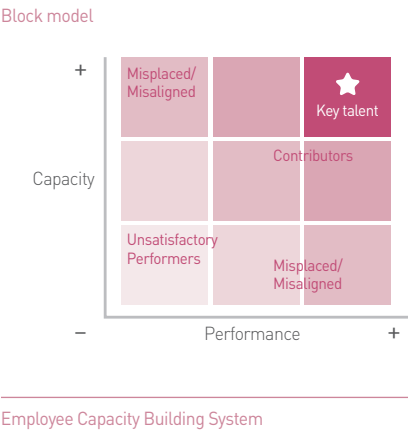 Block model
+
Misplaced/
Misaligned
Key talent
Contributors
Capacity
Unsatisfactory
Performers
Misplaced/
Misaligned
– Performance +
Employee Capacity Building System